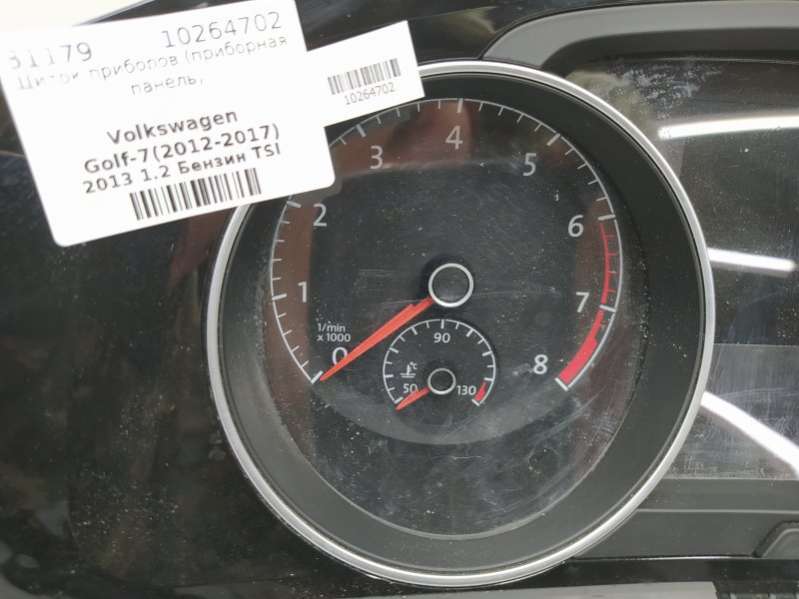 31179 10264702
Щиток приборов (приборная
панель)
Volkswagen
Golf-7(2012-2017)
2013 1.2 Бензин TSI
10264702
0
1
2
3
4
5
6
7
8
1/min
x 1000
90
°C
50
130